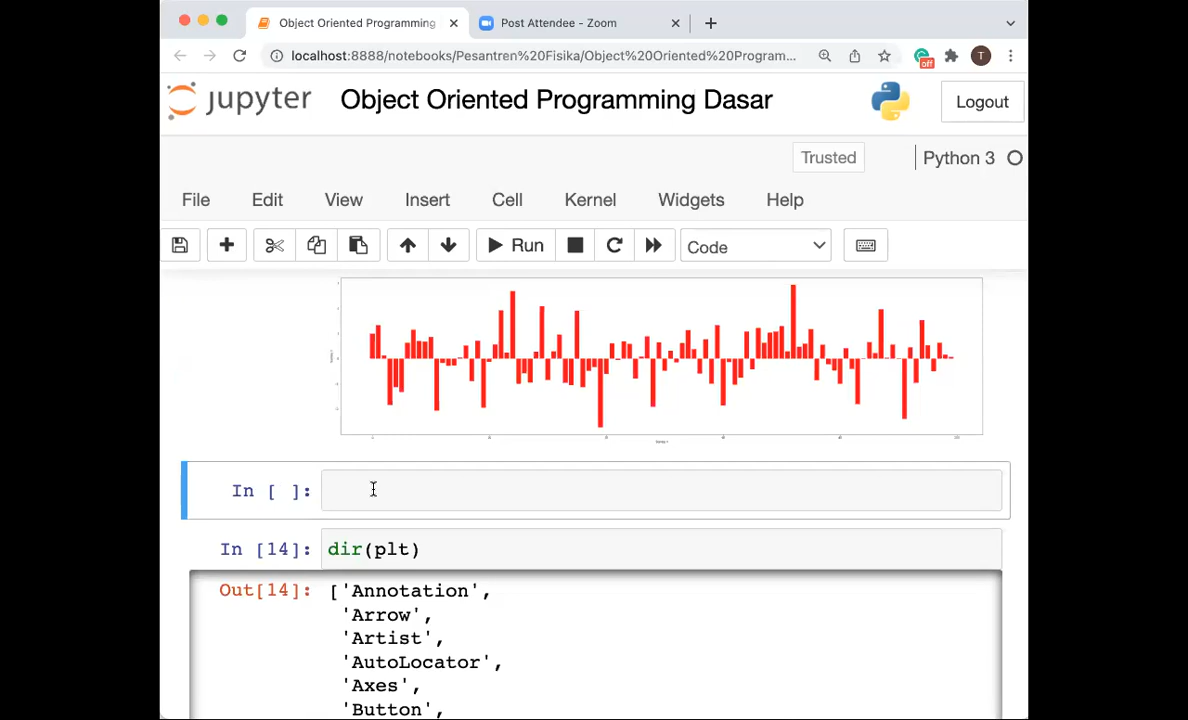 Object Oriented Programming
Post Attendee - Zoom
localhost:8888/notebooks/Pesantren%20Fisika/Object%20Oriented%20Program...
off
T
jupyter
Object Oriented Programming Dasar
Logout
Trusted
Python 3
File Edit View Insert Cell Kernel Widgets Help
Run
Code
In [ ]:
In [14]: dir(plt)
Out[14]: ['Annotation',
'Arrow',
'Artist',
'AutoLocator',
'Axes',
'Button',